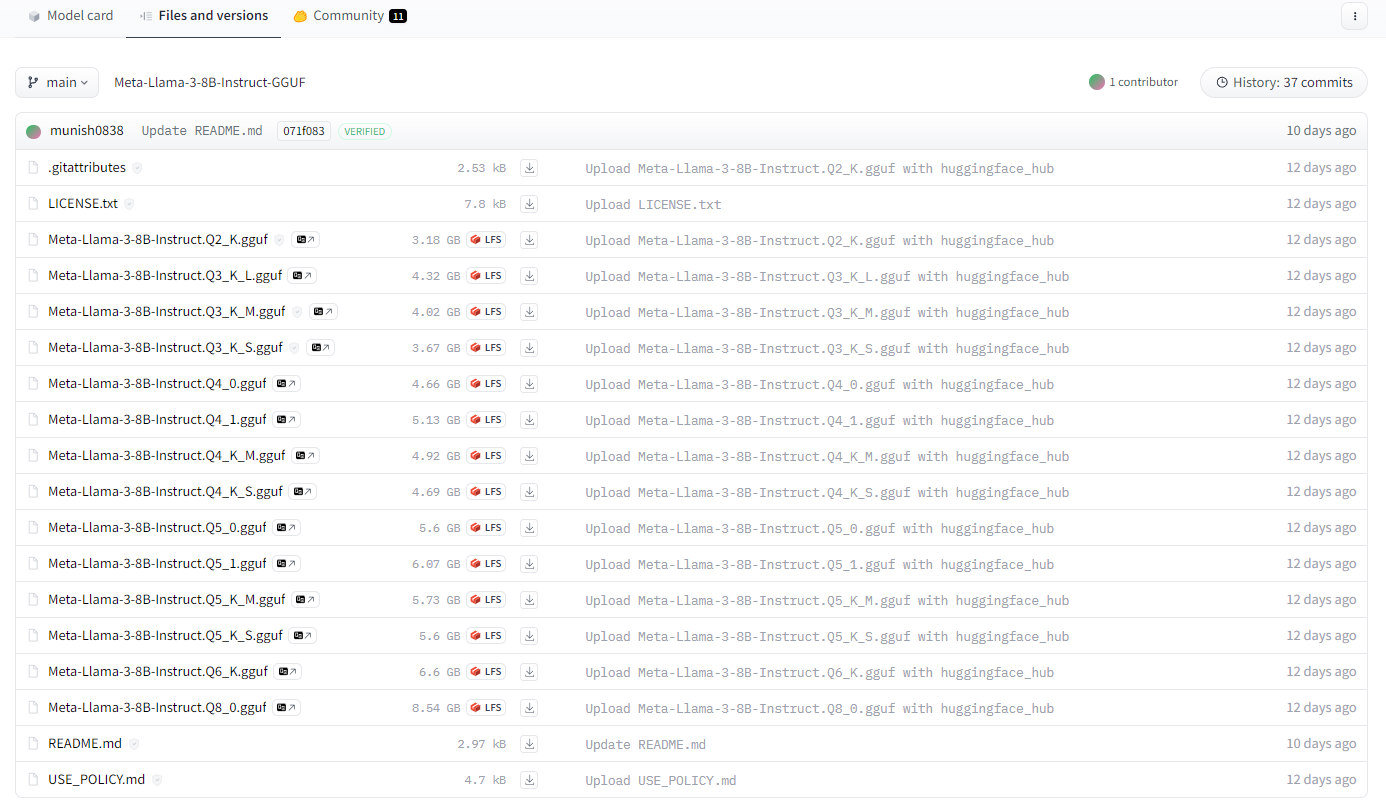 Model card Files and versions Community 11
main Meta-Llama-3-8B-Instruct-GGUF 1 contributor History: 37 commits
munish0838 Update README.md 071f083 VERIFIED 10 days ago
.gitattributes 2.53 kB Upload Meta-Llama-3-8B-Instruct.Q2_K.gguf with huggingface_hub 12 days ago
LICENSE.txt 7.8 kB Upload LICENSE.txt 12 days ago
Meta-Llama-3-8B-Instruct.Q2_K.gguf 3.18 GB LFS Upload Meta-Llama-3-8B-Instruct.Q2_K.gguf with huggingface_hub 12 days ago
Meta-Llama-3-8B-Instruct.Q3_K_L.gguf 4.32 GB LFS Upload Meta-Llama-3-8B-Instruct.Q3_K_L.gguf with huggingface_hub 12 days ago
Meta-Llama-3-8B-Instruct.Q3_K_M.gguf 4.02 GB LFS Upload Meta-Llama-3-8B-Instruct.Q3_K_M.gguf with huggingface_hub 12 days ago
Meta-Llama-3-8B-Instruct.Q3_K_S.gguf 3.67 GB LFS Upload Meta-Llama-3-8B-Instruct.Q3_K_S.gguf with huggingface_hub 12 days ago
Meta-Llama-3-8B-Instruct.Q4_0.gguf 4.66 GB LFS Upload Meta-Llama-3-8B-Instruct.Q4_0.gguf with huggingface_hub 12 days ago
Meta-Llama-3-8B-Instruct.Q4_1.gguf 5.13 GB LFS Upload Meta-Llama-3-8B-Instruct.Q4_1.gguf with huggingface_hub 12 days ago
Meta-Llama-3-8B-Instruct.Q4_K_M.gguf 4.92 GB LFS Upload Meta-Llama-3-8B-Instruct.Q4_K_M.gguf with huggingface_hub 12 days ago
Meta-Llama-3-8B-Instruct.Q4_K_S.gguf 4.69 GB LFS Upload Meta-Llama-3-8B-Instruct.Q4_K_S.gguf with huggingface_hub 12 days ago
Meta-Llama-3-8B-Instruct.Q5_0.gguf 5.6 GB LFS Upload Meta-Llama-3-8B-Instruct.Q5_0.gguf with huggingface_hub 12 days ago
Meta-Llama-3-8B-Instruct.Q5_1.gguf 6.07 GB LFS Upload Meta-Llama-3-8B-Instruct.Q5_1.gguf with huggingface_hub 12 days ago
Meta-Llama-3-8B-Instruct.Q5_K_M.gguf 5.73 GB LFS Upload Meta-Llama-3-8B-Instruct.Q5_K_M.gguf with huggingface_hub 12 days ago
Meta-Llama-3-8B-Instruct.Q5_K_S.gguf 5.6 GB LFS Upload Meta-Llama-3-8B-Instruct.Q5_K_S.gguf with huggingface_hub 12 days ago
Meta-Llama-3-8B-Instruct.Q6_K.gguf 6.6 GB LFS Upload Meta-Llama-3-8B-Instruct.Q6_K.gguf with huggingface_hub 12 days ago
Meta-Llama-3-8B-Instruct.Q8_0.gguf 8.54 GB LFS Upload Meta-Llama-3-8B-Instruct.Q8_0.gguf with huggingface_hub 12 days ago
README.md 2.97 kB Update README.md 10 days ago
USE_POLICY.md 4.7 kB Upload USE_POLICY.md 12 days ago